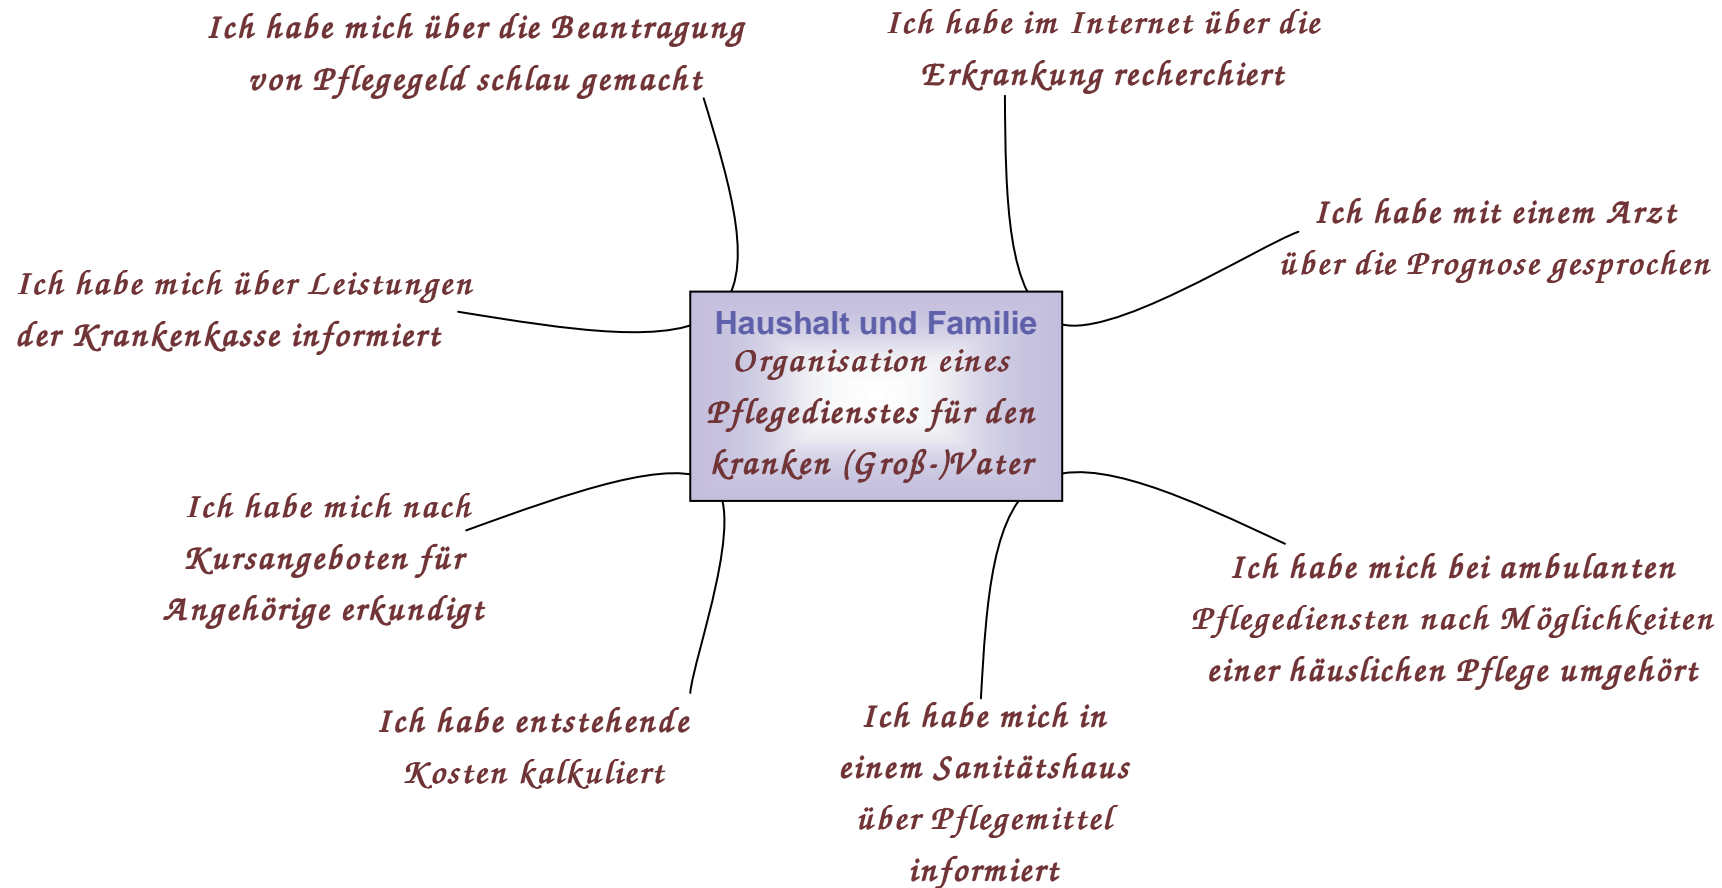 Ich habe mich über die Beantragung
von Pflegegeld schlau gemacht
Ich habe im Internet über die
Erkrankung recherchiert
Ich habe mit einem Arzt
über die Prognose gesprochen
Ich habe mich über Leistungen
der Krankenkasse informiert
Haushalt und Familie
Organisation eines
Pflegedienstes für den
kranken (Groß-)Vater
Ich habe mich nach
Kursangeboten für
Angehörige erkundigt
Ich habe mich bei ambulanten
Pflegediensten nach Möglichkeiten
einer häuslichen Pflege umgehört
Ich habe entstehende
Kosten kalkuliert
Ich habe mich in
einem Sanitätshaus
über Pflegemittel
informiert